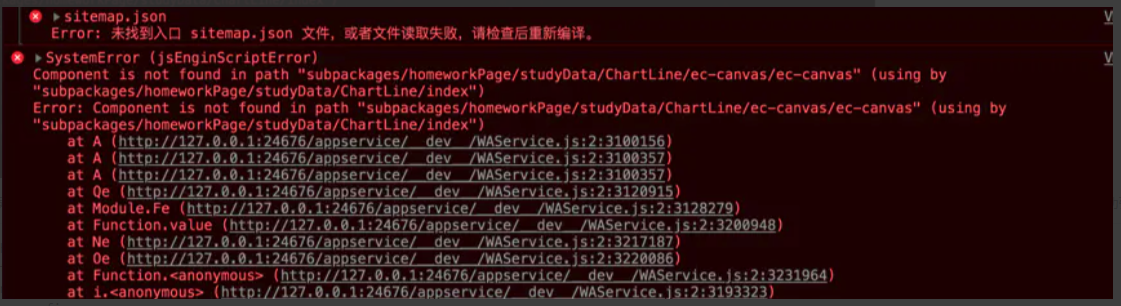 sitemap.json
Error: 未找到入口 sitemap.json 文件，或者文件读取失败，请检查后重新编译。
SystemError (jsEnginScriptError)
Component is not found in path "subpackages/homeworkPage/studyData/ChartLine/ec-canvas/ec-canvas" (using by
"subpackages/homeworkPage/studyData/ChartLine/index")
Error: Component is not found in path "subpackages/homeworkPage/studyData/ChartLine/ec-canvas/ec-canvas" (using by
"subpackages/homeworkPage/studyData/ChartLine/index")
at A (http://127.0.0.1:24676/appservice/__dev__/WAService.js:2:3100156)
at A (http://127.0.0.1:24676/appservice/__dev__/WAService.js:2:3100357)
at A (http://127.0.0.1:24676/appservice/__dev__/WAService.js:2:3100357)
at Qe (http://127.0.0.1:24676/appservice/__dev__/WAService.js:2:3120915)
at Module.Fe (http://127.0.0.1:24676/appservice/__dev__/WAService.js:2:3128279)
at Function.value (http://127.0.0.1:24676/appservice/__dev__/WAService.js:2:3200948)
at Ne (http://127.0.0.1:24676/appservice/__dev__/WAService.js:2:3217187)
at Oe (http://127.0.0.1:24676/appservice/__dev__/WAService.js:2:3220086)
at Function.<anonymous> (http://127.0.0.1:24676/appservice/__dev__/WAService.js:2:3231964)
at i.<anonymous> (http://127.0.0.1:24676/appservice/__dev__/WAService.js:2:3193323)